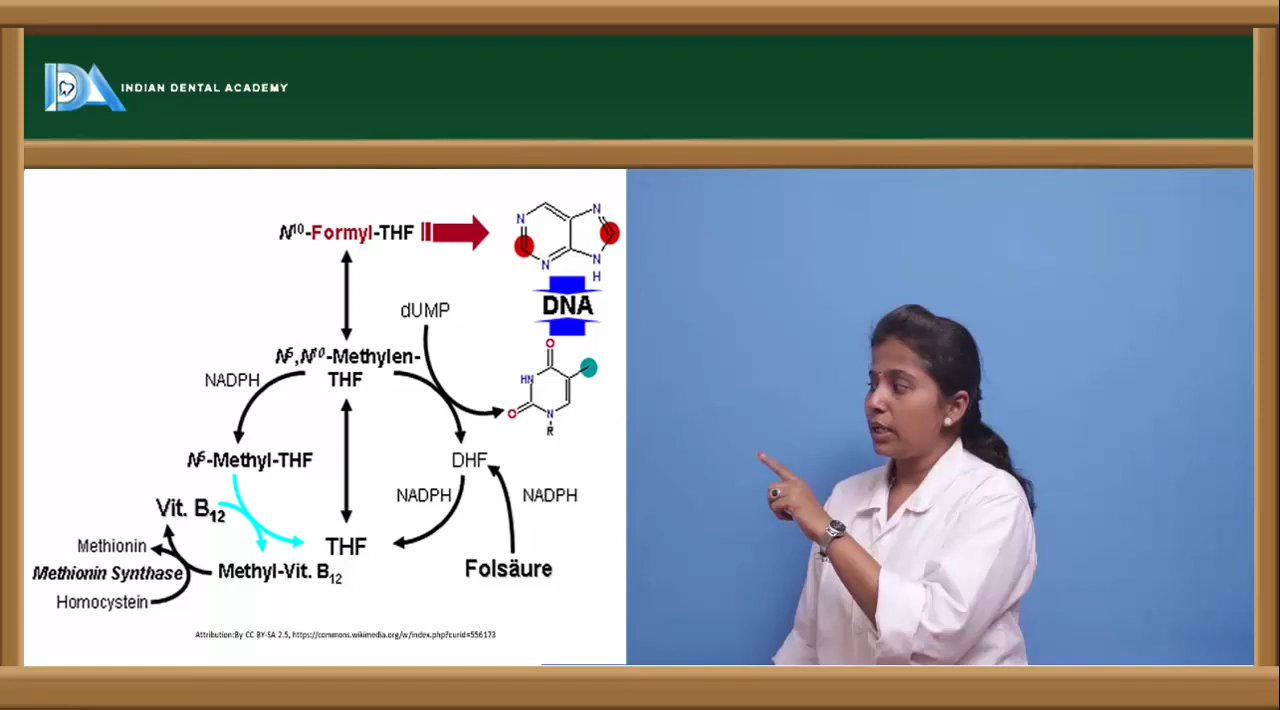 INDIAN DENTAL ACADEMY
N10-Formyl-THF
N
N
N
N
H
DNA
dUMP
N5,N10-Methylen-
THF
NADPH
O
HN
O
N
R
N5-Methyl-THF
DHF
NADPH
NADPH
Vit. B12
Methionin
THF
Methionin Synthase
Methyl-Vit. B12
Folsäure
Homocystein
Attribution:By CC BY-SA 2.5, https://commons.wikimedia.org/w/index.php?curid=556173